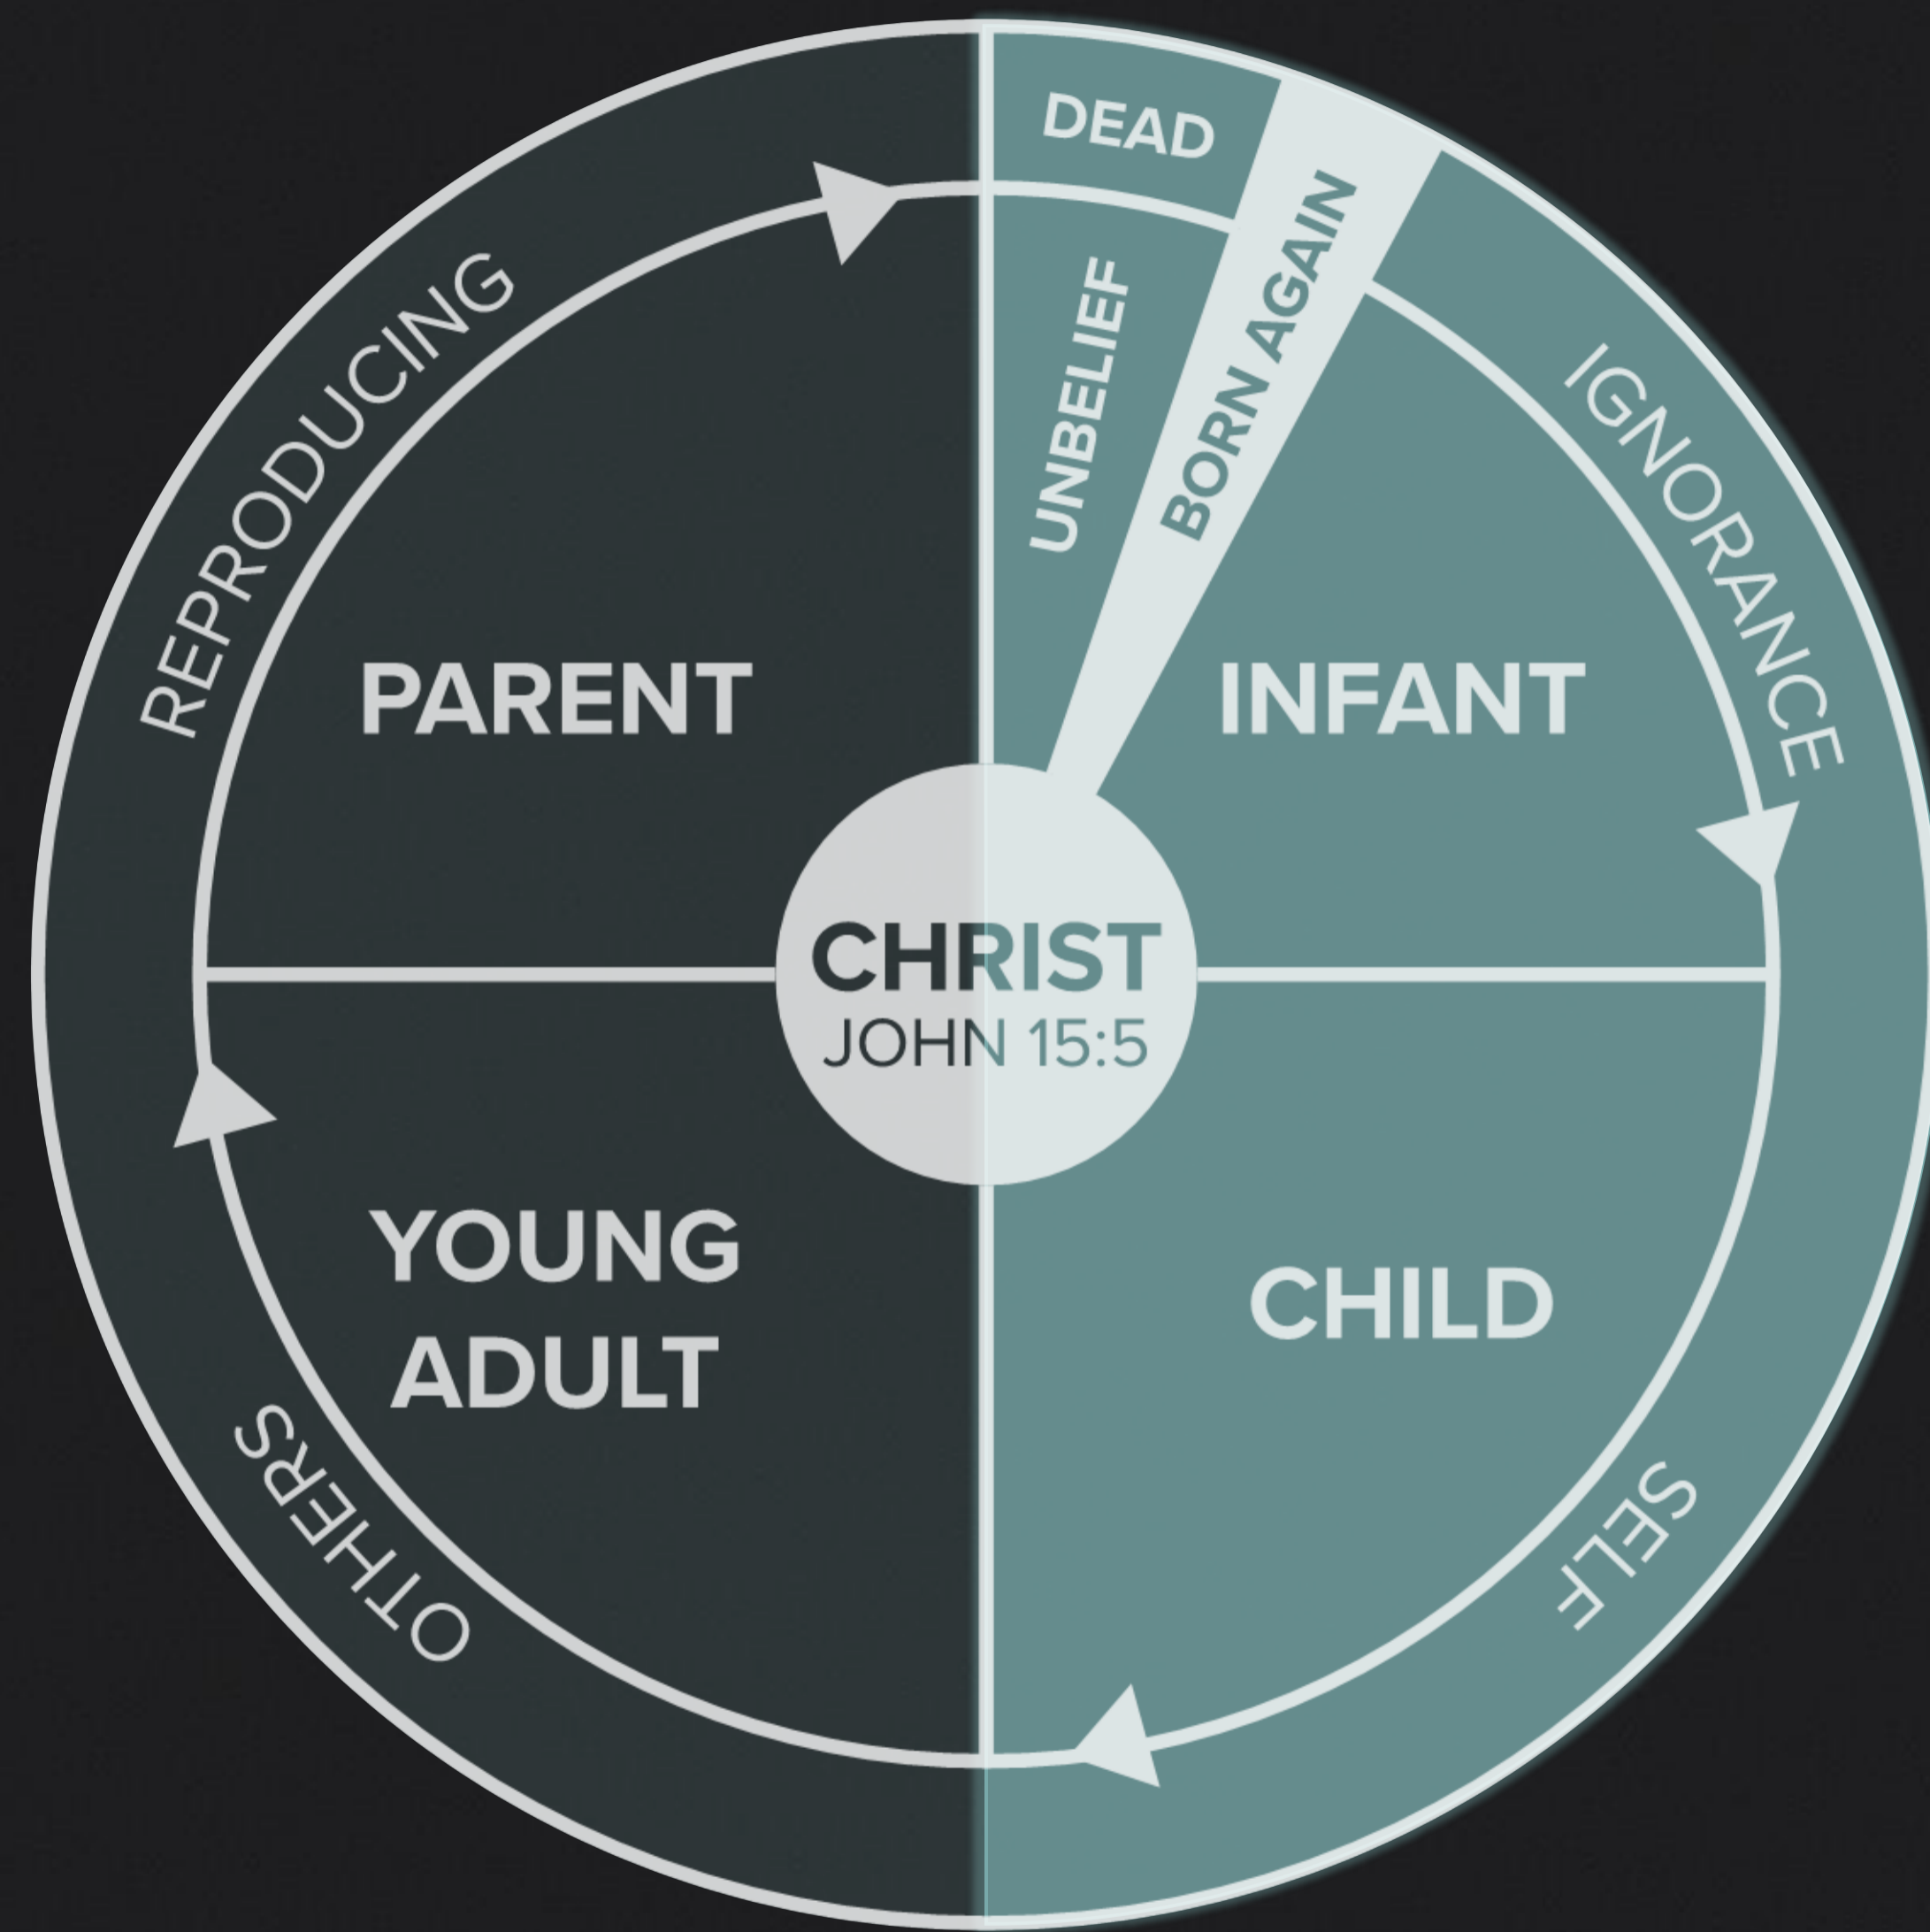 DEAD
UNBELIEF
BORN AGAIN
IGNORANCE
INFANT
CHILD
SELF
YOUNG
ADULT
OTHERS
PARENT
REPRODUCING
CHRIST
JOHN 15:5